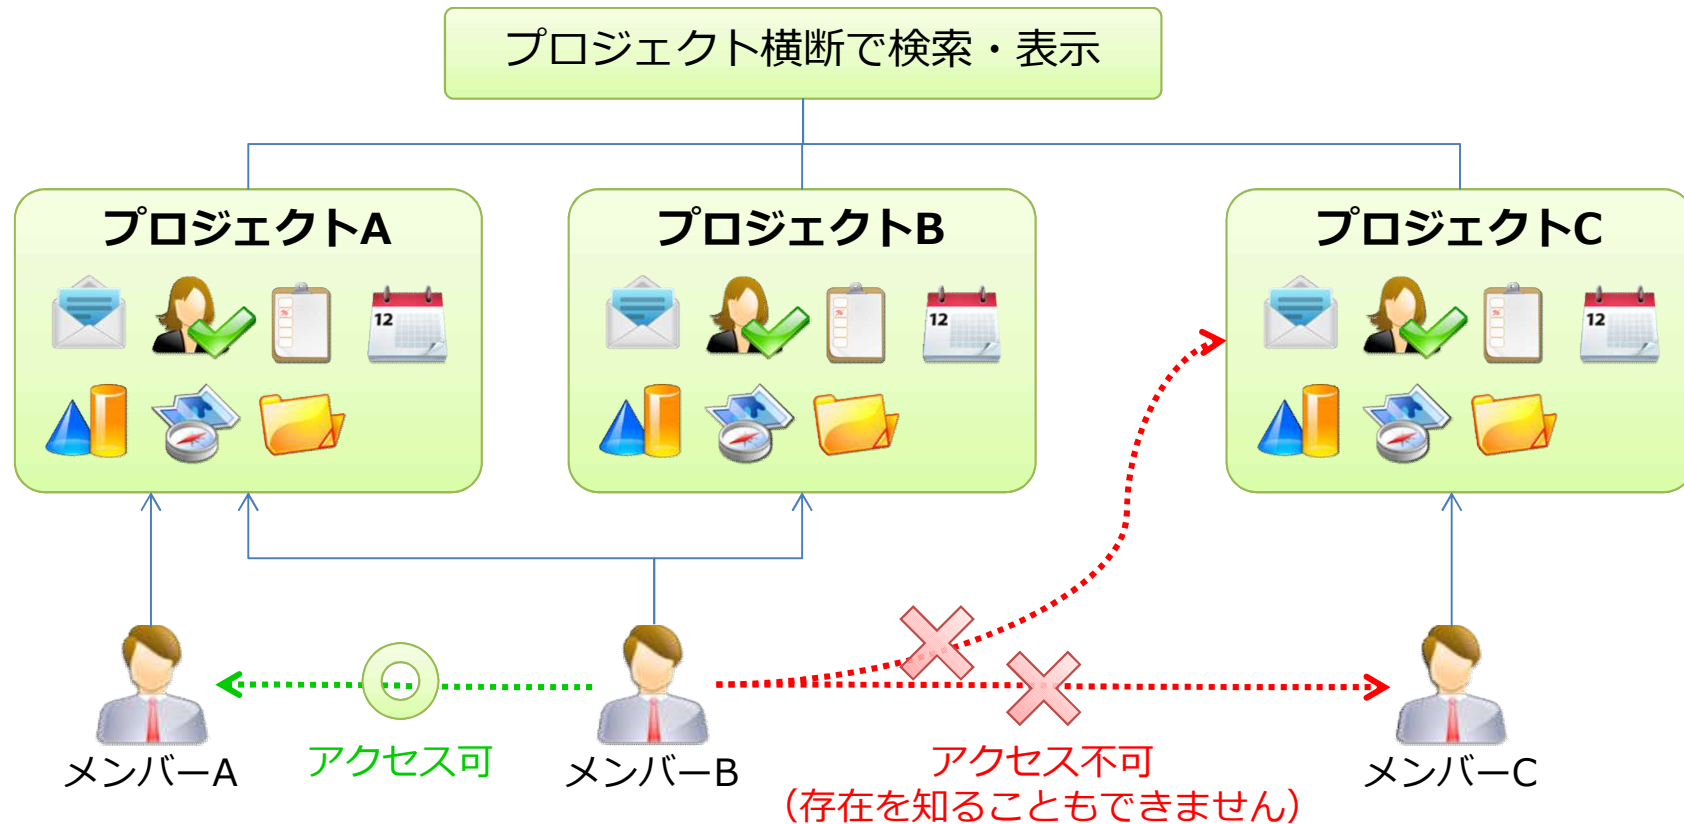 プロジェクト横断で検索・表示
プロジェクトA
プロジェクトB
プロジェクトC
12
12
12
メンバーA
アクセス可
メンバーB
アクセス不可
（存在を知ることもできません）
メンバーC